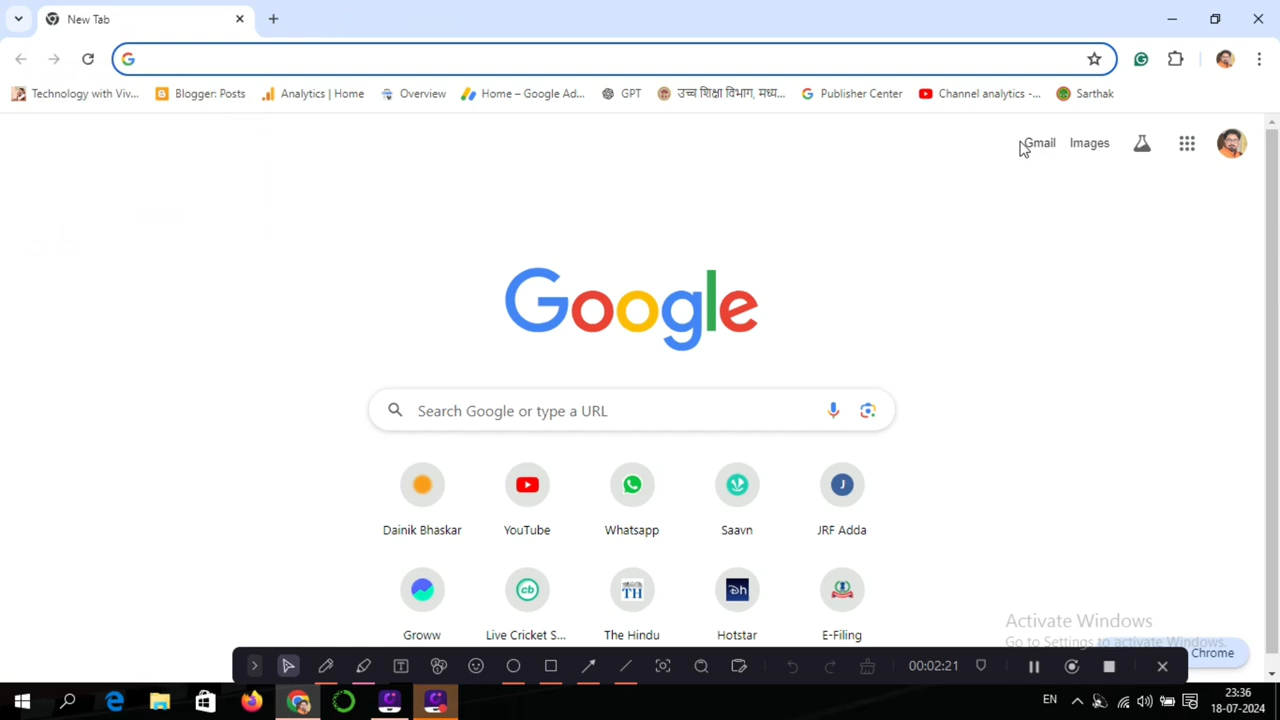 New Tab
Technology with Viv... Blogger: Posts Analytics | Home Overview Home – Google Ad... GPT उच्च शिक्षा विभाग, मध्य... Publisher Center Channel analytics -... Sarthak
Gmail Images
Google
Search Google or type a URL
Dainik Bhaskar YouTube Whatsapp Saavn JRF Adda
Groww Live Cricket S... The Hindu Hotstar E-Filing
Activate Windows
Go to Settings to activate Windows.
Chrome
00:02:21
EN 23:36
18-07-2024